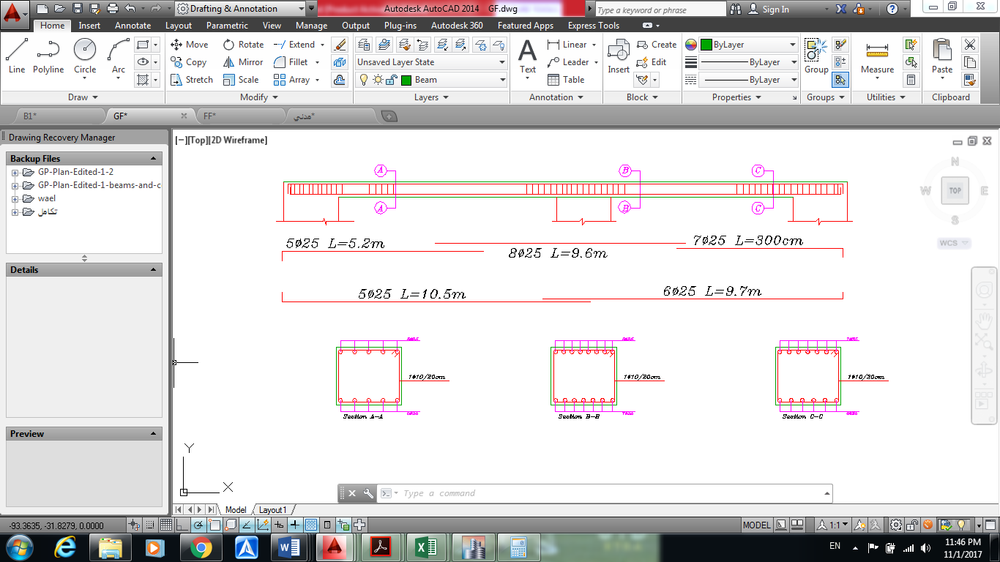 Drafting & Annotation
Autodesk AutoCAD 2014 GF.dwg
Type a keyword or phrase
Sign In
Home Insert Annotate Layout Parametric View Manage Output Plug-ins Autodesk 360 Featured Apps Express Tools
Line Polyline Circle Arc
Move Rotate Extend
Copy Mirror Fillet
Stretch Scale Array
Unsaved Layer State
Beam
Text
Linear
Leader
Table
Insert
Create
Edit
ByLayer
ByLayer
ByLayer
Group
Measure
Paste
Draw Modify Layers Annotation Block Properties Groups Utilities Clipboard
B1* GF* FF* مدني*
Drawing Recovery Manager
Backup Files
GP-Plan-Edited-1-2
GP-Plan-Edited-1-beams-and-c
wael
تكامل
Details
Preview
[−][Top][2D Wireframe]
N
W TOP E
S
WCS
A B C
A B C
5Ø25 L=5.2m
8Ø25 L=9.6m
7Ø25 L=300cm
5Ø25 L=10.5m
6Ø25 L=9.7m
1Ø10/20cm 1Ø10/20cm 1Ø10/20cm
Section A-A Section B-B Section C-C
Y
X
Type a command
Model Layout1
-93.3635, -31.8279, 0.0000
MODEL
1:1
EN
11:46 PM
11/1/2017